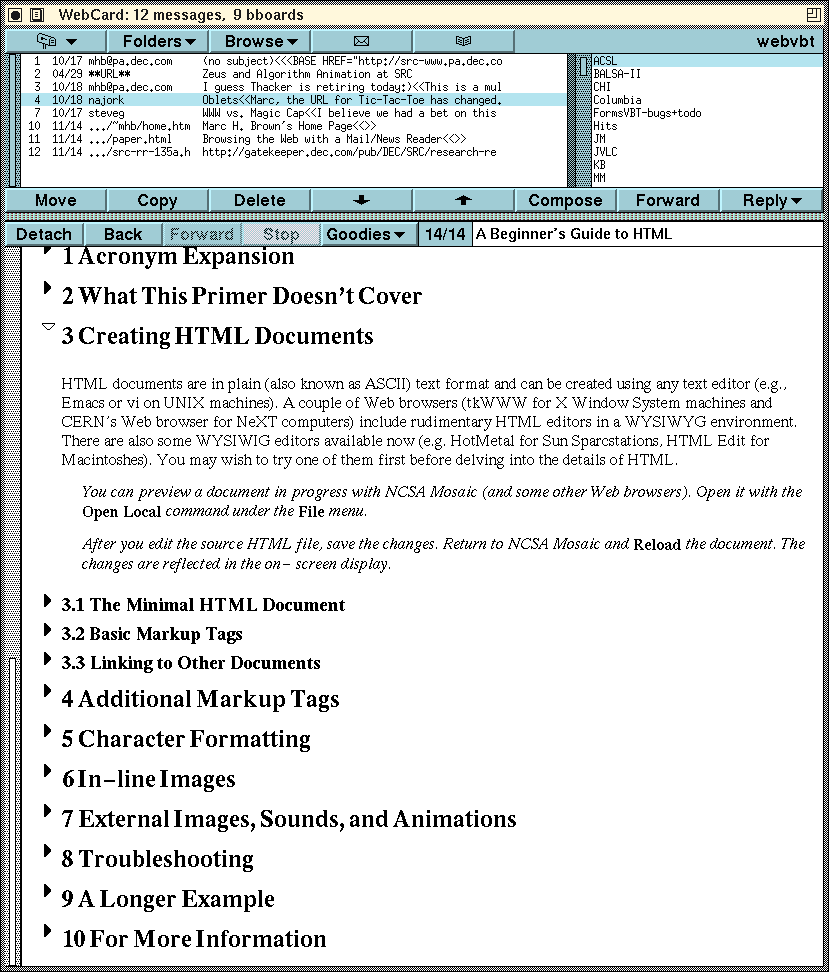 WebCard: 12 messages, 9 bboards
Folders Browse webvbt
1 10/17 mhb@pa.dec.com (no subject)<<<BASE HREF="http://src-www.pa.dec.co
2 04/29 **URL** Zeus and Algorithm Animation at SRC
3 10/18 mhb@pa.dec.com I guess Thacker is retiring today:)<<This is a mul
4 10/18 najork Oblets<<Marc, the URL for Tic-Tac-Toe has changed.
7 10/17 steveg WWW vs. Magic Cap<<I believe we had a bet on this
10 11/14 .../~mhb/home.htm Marc H. Brown's Home Page<<>>
11 11/14 .../paper.html Browsing the Web with a Mail/News Reader<<>>
12 11/14 .../src-rr-135a.h http://gatekeeper.dec.com/pub/DEC/SRC/research-re
ACSL
BALSA-II
CHI
Columbia
FormsVBT-bugs+todo
Hits
JM
JVLC
KB
MM
Move Copy Delete Compose Forward Reply
Detach Back Forward Stop Goodies 14/14 A Beginner's Guide to HTML
1 Acronym Expansion
2 What This Primer Doesn't Cover
3 Creating HTML Documents
HTML documents are in plain (also known as ASCII) text format and can be created using any text editor (e.g.,
Emacs or vi on UNIX machines). A couple of Web browsers (tkWWW for X Window System machines and
CERN's Web browser for NeXT computers) include rudimentary HTML editors in a WYSIWYG environment.
There are also some WYSIWIG editors available now (e.g. HotMetal for Sun Sparcstations, HTML Edit for
Macintoshes). You may wish to try one of them first before delving into the details of HTML.
You can preview a document in progress with NCSA Mosaic (and some other Web browsers). Open it with the
Open Local command under the File menu.
After you edit the source HTML file, save the changes. Return to NCSA Mosaic and Reload the document. The
changes are reflected in the on- screen display.
3.1 The Minimal HTML Document
3.2 Basic Markup Tags
3.3 Linking to Other Documents
4 Additional Markup Tags
5 Character Formatting
6 In-line Images
7 External Images, Sounds, and Animations
8 Troubleshooting
9 A Longer Example
10 For More Information